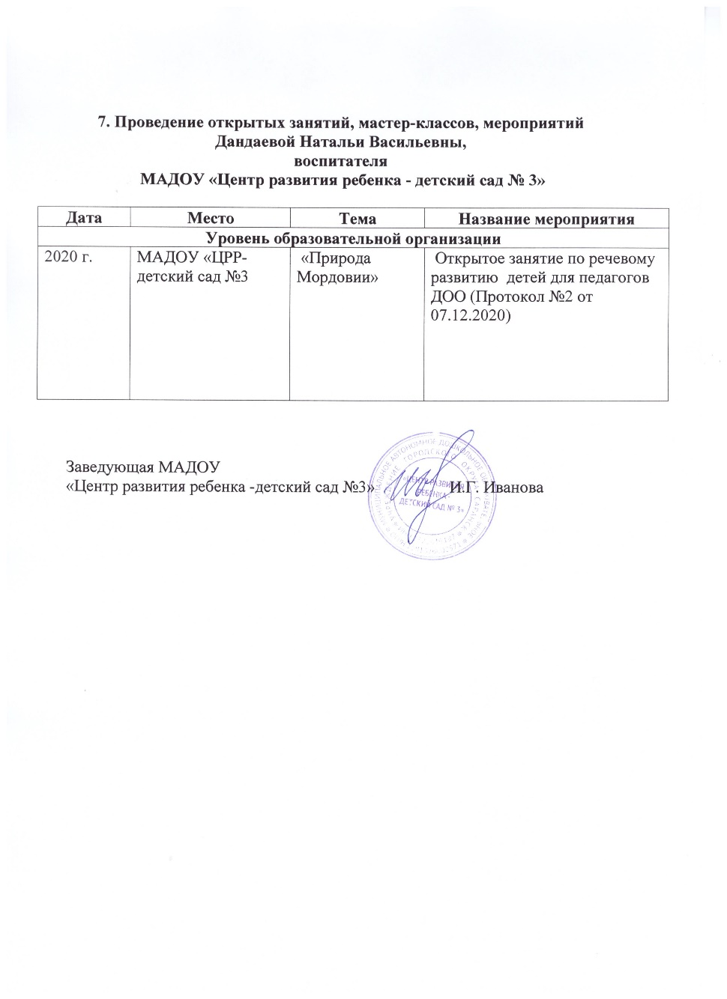 7. Проведение открытых занятий, мастер-классов, мероприятий
Дандаевой Натальи Васильевны,
воспитателя
МАДОУ «Центр развития ребенка - детский сад № 3»
Дата Место Тема Название мероприятия
Уровень образовательной организации
2020 г. МАДОУ «ЦРР- «Природа Открытое занятие по речевому
детский сад №3 Мордовии» развитию детей для педагогов
ДОО (Протокол №2 от
07.12.2020)
Заведующая МАДОУ
«Центр развития ребенка -детский сад №3» И.Г. Иванова
«ЦЕНТР РАЗВИТИЯ
РЕБЕНКА -
ДЕТСКИЙ САД № 3»